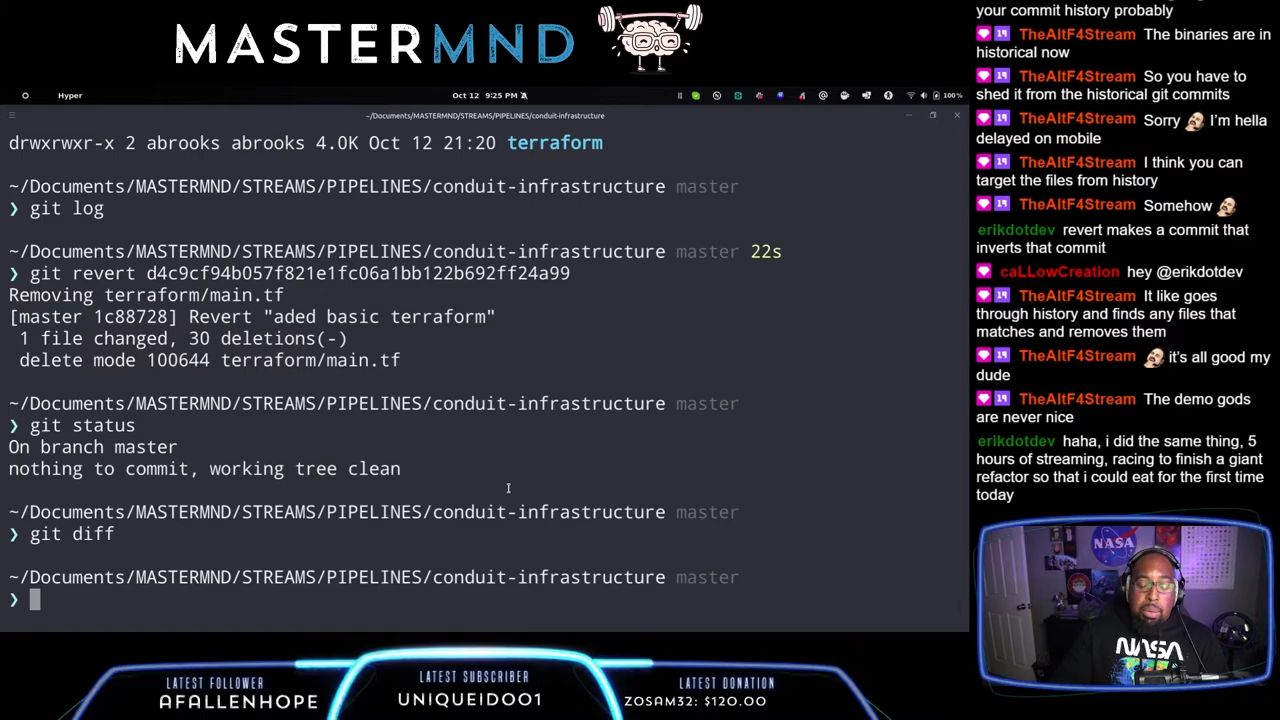 MASTERMND
Hyper
Oct 12 9:25 PM
100%
~/Documents/MASTERMND/STREAMS/PIPELINES/conduit-infrastructure
drwxrwxr-x 2 abrooks abrooks 4.0K Oct 12 21:20 terraform
~/Documents/MASTERMND/STREAMS/PIPELINES/conduit-infrastructure master
❯ git log
~/Documents/MASTERMND/STREAMS/PIPELINES/conduit-infrastructure master 22s
❯ git revert d4c9cf94b057f821e1fc06a1bb122b692ff24a99
Removing terraform/main.tf
[master 1c88728] Revert "aded basic terraform"
1 file changed, 30 deletions(-)
delete mode 100644 terraform/main.tf
~/Documents/MASTERMND/STREAMS/PIPELINES/conduit-infrastructure master
❯ git status
On branch master
nothing to commit, working tree clean
~/Documents/MASTERMND/STREAMS/PIPELINES/conduit-infrastructure master
❯ git diff
~/Documents/MASTERMND/STREAMS/PIPELINES/conduit-infrastructure master
❯
your commit history probably
19 TheAltF4Stream The binaries are in
historical now
19 TheAltF4Stream So you have to
shed it from the historical git commits
19 TheAltF4Stream Sorry I'm hella
delayed on mobile
19 TheAltF4Stream I think you can
target the files from history
19 TheAltF4Stream Somehow
erikdotdev revert makes a commit that
inverts that commit
caLLowCreation hey @erikdotdev
19 TheAltF4Stream It like goes
through history and finds any files that
matches and removes them
19 TheAltF4Stream it's all good my
dude
19 TheAltF4Stream The demo gods
are never nice
erikdotdev haha, i did the same thing, 5
hours of streaming, racing to finish a giant
refactor so that i could eat for the first time
today
NASA
NASA
LATEST FOLLOWER
AFALLENHOPE
LATEST SUBSCRIBER
UNIQUEIDOO1
LATEST DONATION
ZOSAM32: $120.00